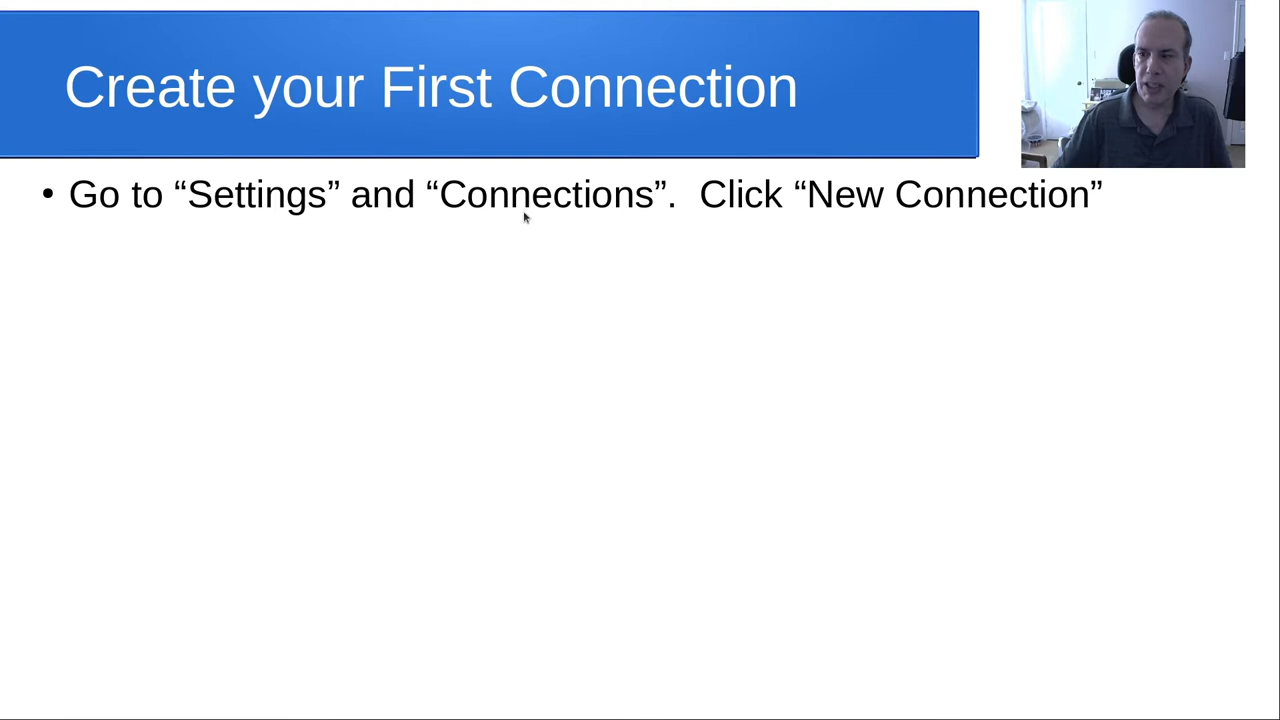 Create your First Connection
• Go to “Settings” and “Connections”.  Click “New Connection”